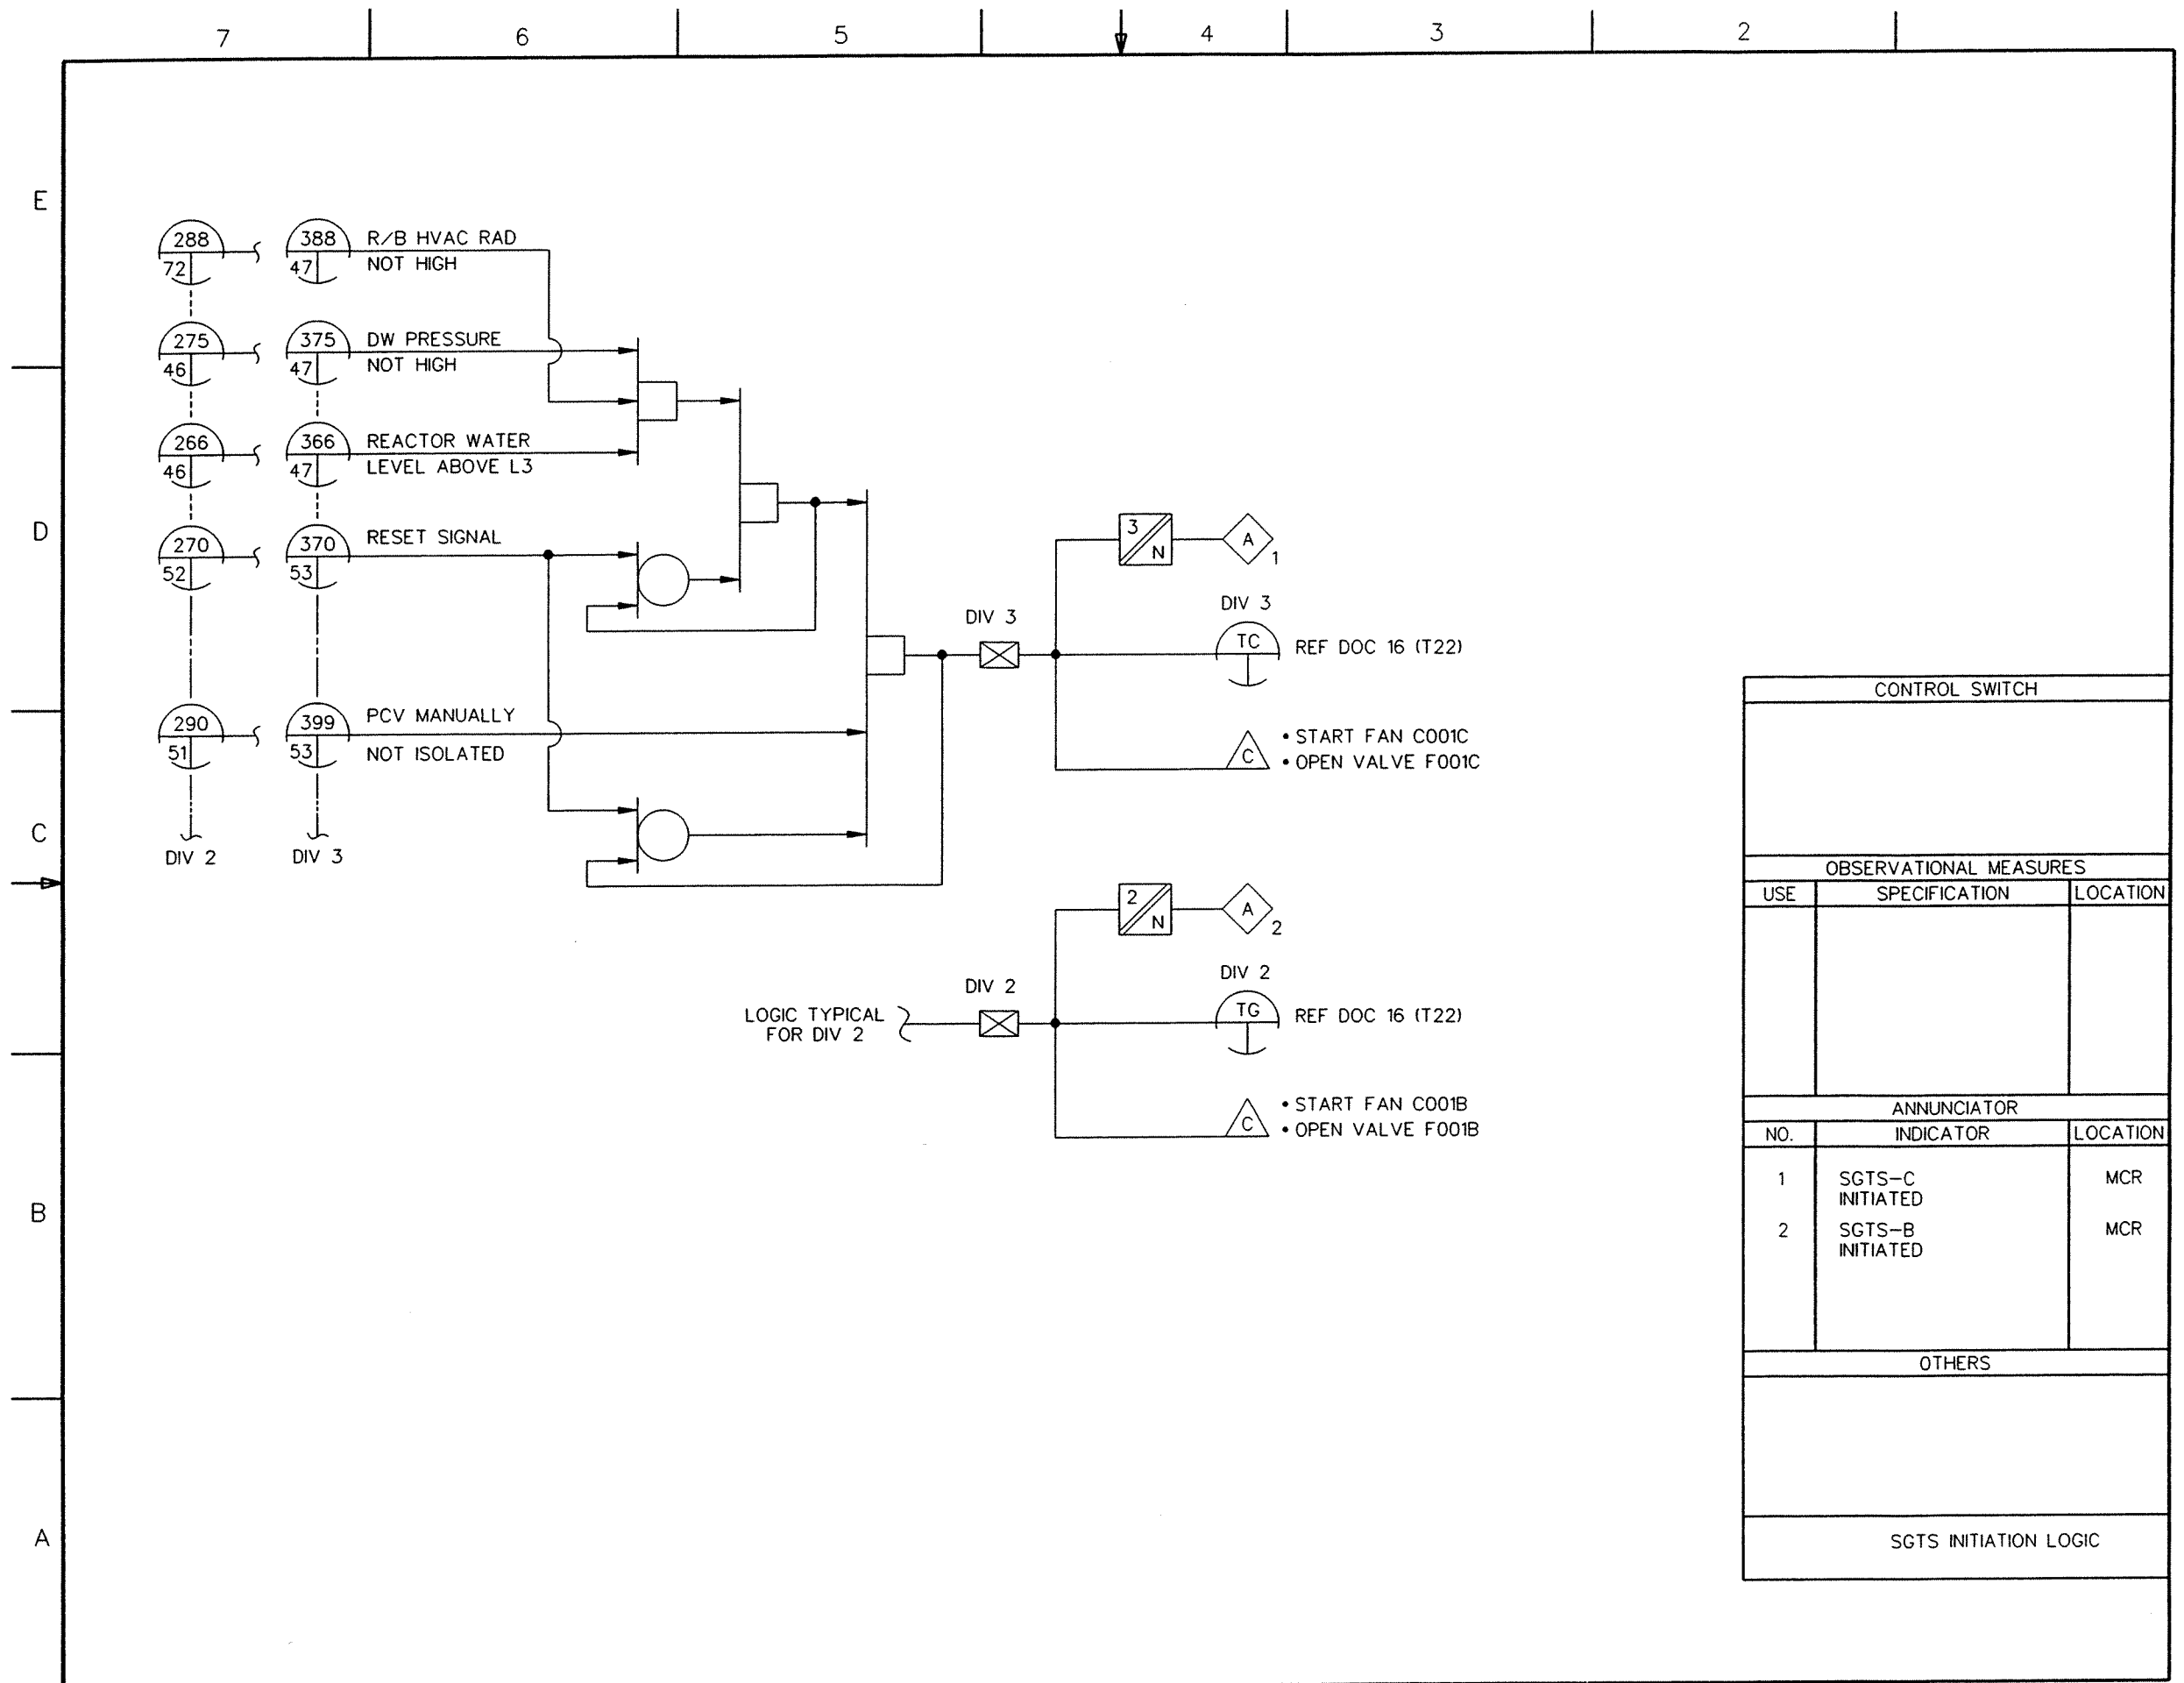 7 6 5 4 3 2
E
D
C
B
A
288 388 R/B HVAC RAD
72 47 NOT HIGH
275 375 DW PRESSURE
46 47 NOT HIGH
266 366 REACTOR WATER
46 47 LEVEL ABOVE L3
270 370 RESET SIGNAL
52 53
290 399 PCV MANUALLY
51 53 NOT ISOLATED
DIV 2 DIV 3
DIV 3
3 N A 1
DIV 3
TC REF DOC 16 (T22)
C • START FAN C001C
• OPEN VALVE F001C
LOGIC TYPICAL
FOR DIV 2
DIV 2
2 N A 2
DIV 2
TG REF DOC 16 (T22)
C • START FAN C001B
• OPEN VALVE F001B
CONTROL SWITCH
OBSERVATIONAL MEASURES
USE SPECIFICATION LOCATION
ANNUNCIATOR
NO. INDICATOR LOCATION
1 SGTS-C MCR
INITIATED
2 SGTS-B MCR
INITIATED
OTHERS
SGTS INITIATION LOGIC